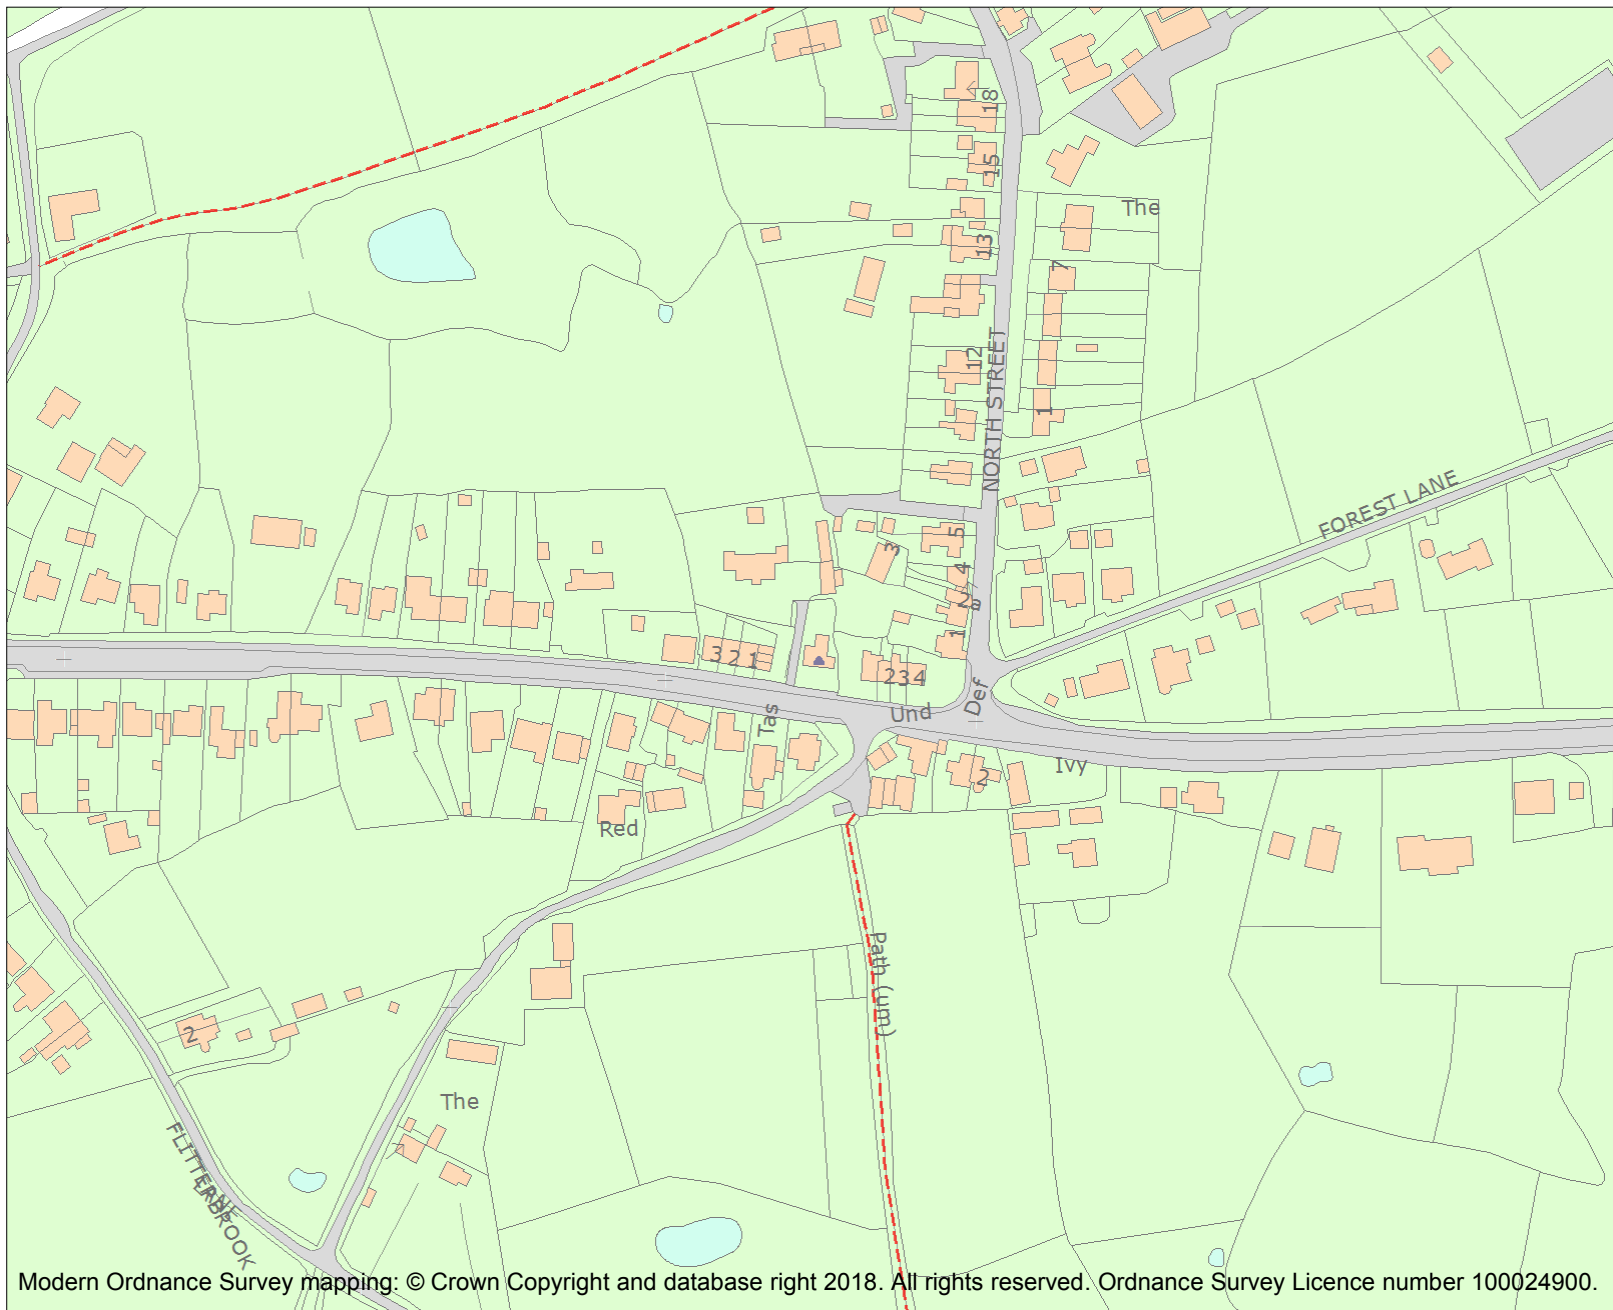 18
15
The
13
7
12
NORTH STREET
1
FOREST LANE
5
3
4
2a
1
3 2 1
2 3 4
Def
Und
Tas
Ivy
2
Red
Path (um)
2
The
FLITTERBROOK
LANE
Modern Ordnance Survey mapping: © Crown Copyright and database right 2018. All rights reserved. Ordnance Survey Licence number 100024900.